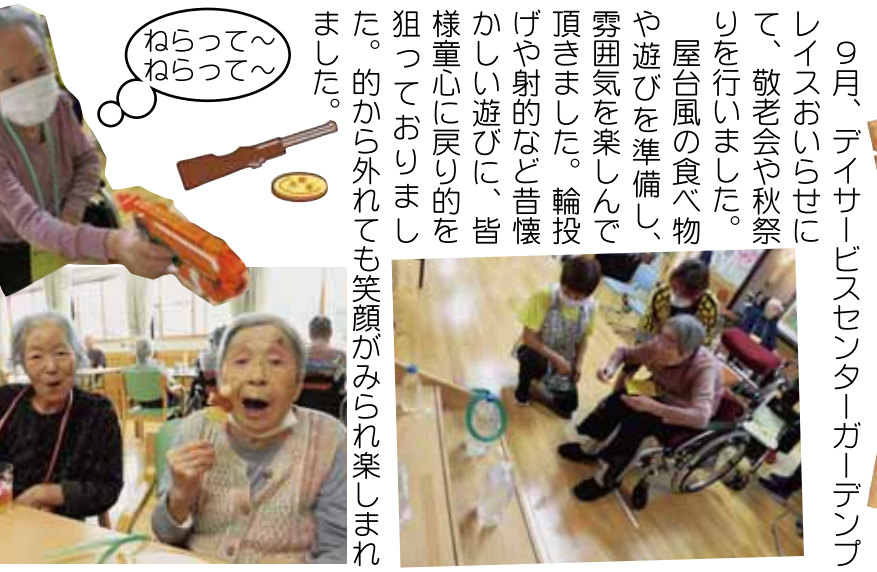 ９月、デイサービスセンターガーデンプ
レイスおいらせに
て、敬老会や秋祭
りを行いました。
屋台風の食べ物
や遊びを準備し、
雰囲気を楽しんで
頂きました。輪投
げや射的など昔懐
かしい遊びに、皆
様童心に戻り的を
狙っておりまし
た。的から外れても笑顔がみられ楽しまれ
ました。
ねらって～
ねらって～